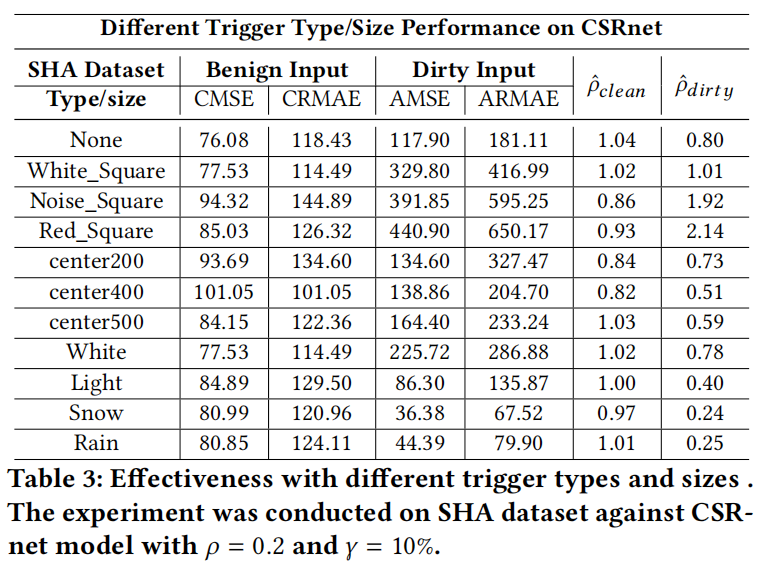 Different Trigger Type/Size Performance on CSRnet
SHA Dataset Benign Input Dirty Input ρ̂clean ρ̂dirty
Type/size CMSE CRMAE AMSE ARMAE
None 76.08 118.43 117.90 181.11 1.04 0.80
White_Square 77.53 114.49 329.80 416.99 1.02 1.01
Noise_Square 94.32 144.89 391.85 595.25 0.86 1.92
Red_Square 85.03 126.32 440.90 650.17 0.93 2.14
center200 93.69 134.60 134.60 327.47 0.84 0.73
center400 101.05 101.05 138.86 204.70 0.82 0.51
center500 84.15 122.36 164.40 233.24 1.03 0.59
White 77.53 114.49 225.72 286.88 1.02 0.78
Light 84.89 129.50 86.30 135.87 1.00 0.40
Snow 80.99 120.96 36.38 67.52 0.97 0.24
Rain 80.85 124.11 44.39 79.90 1.01 0.25
Table 3: Effectiveness with different trigger types and sizes .
The experiment was conducted on SHA dataset against CSR-
net model with ρ = 0.2 and γ = 10%.